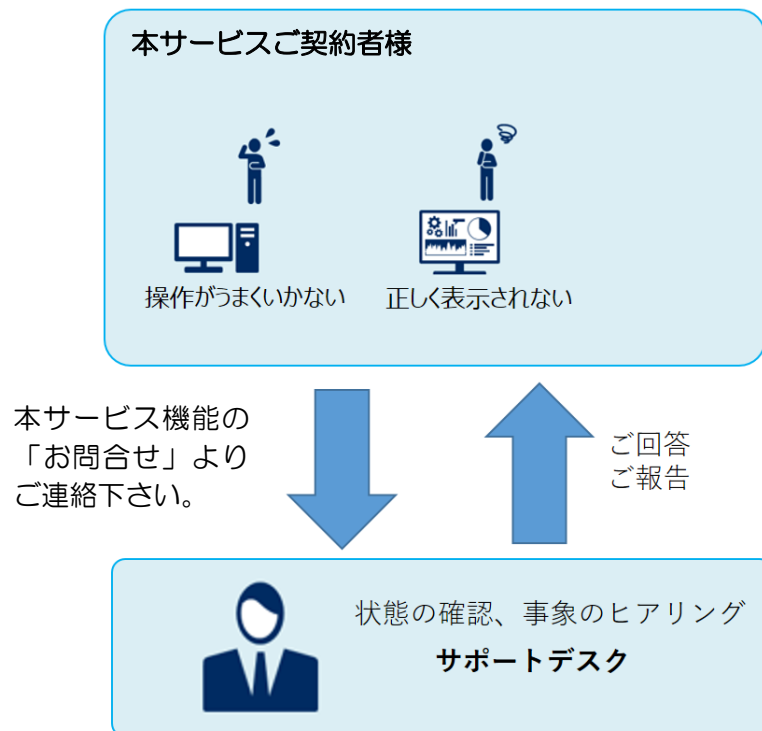 本サービスご契約者様
操作がうまくいかない
正しく表示されない
本サービス機能の
「お問合せ」より
ご連絡下さい。
ご回答
ご報告
状態の確認、事象のヒアリング
サポートデスク